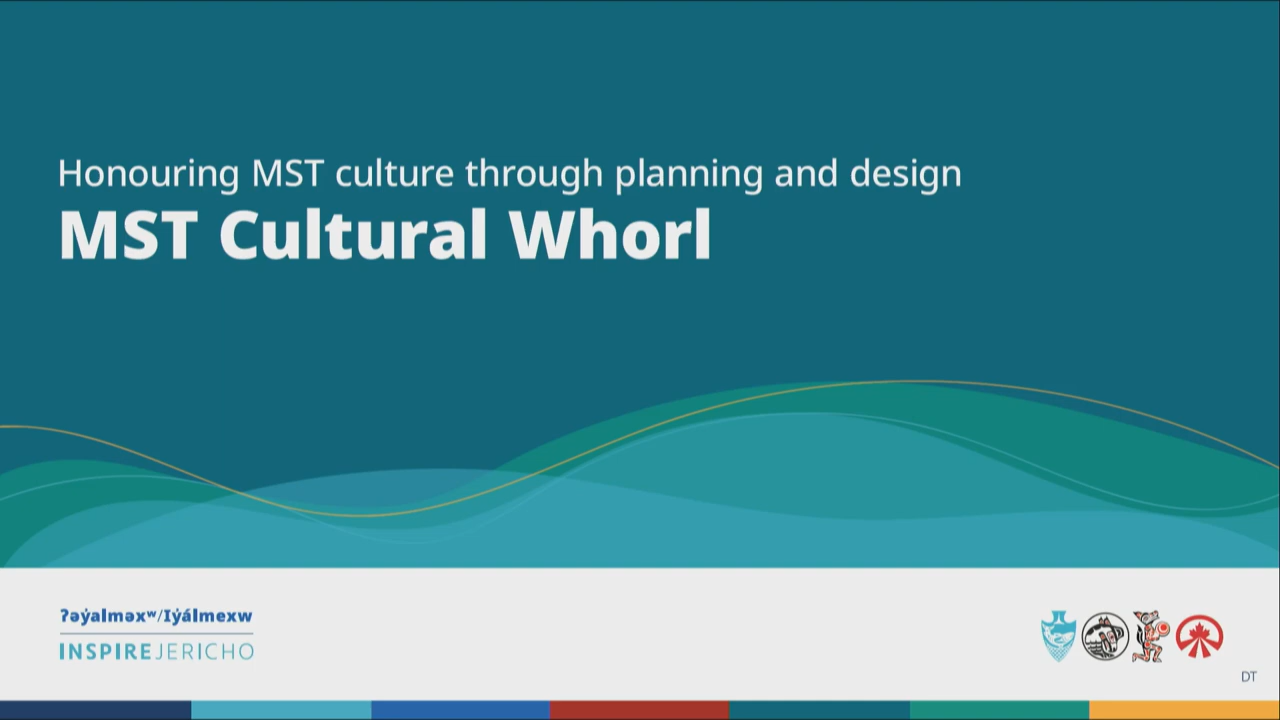 Honouring MST culture through planning and design
MST Cultural Whorl
ʔəy̓alməxʷ/Iy̓álmexw
INSPIREJERICHO
DT